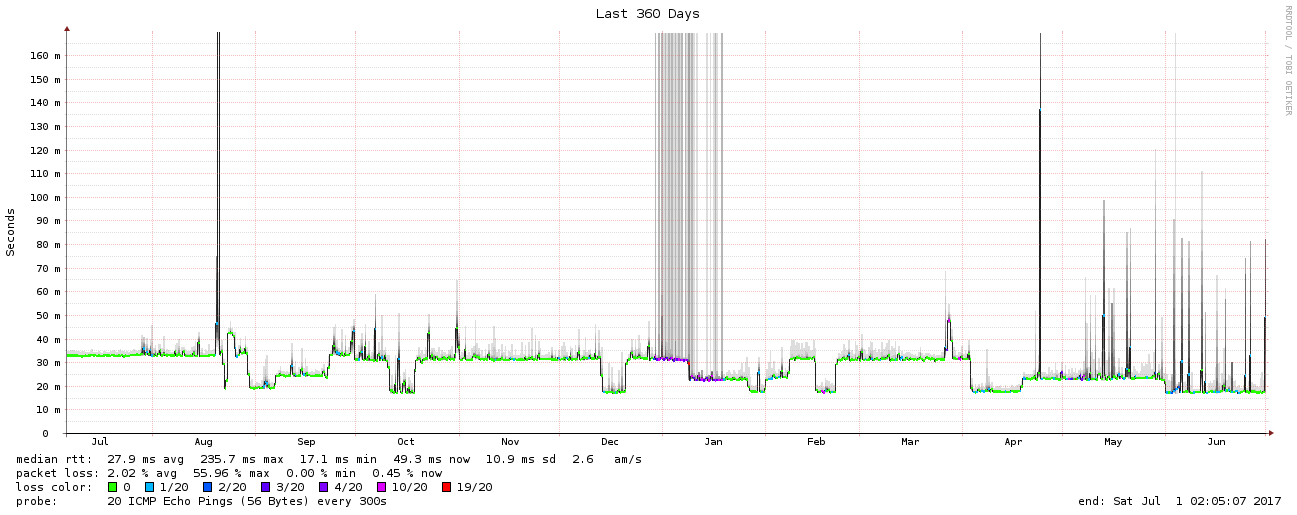 Last 360 Days
RRDTOOL / TOBI OETIKER
Seconds
160 m
150 m
140 m
130 m
120 m
110 m
100 m
90 m
80 m
70 m
60 m
50 m
40 m
30 m
20 m
10 m
0
Jul Aug Sep Oct Nov Dec Jan Feb Mar Apr May Jun
median rtt: 27.9 ms avg 235.7 ms max 17.1 ms min 49.3 ms now 10.9 ms sd 2.6 am/s
packet loss: 2.02 % avg 55.96 % max 0.00 % min 0.45 % now
loss color: 0 1/20 2/20 3/20 4/20 10/20 19/20
probe: 20 ICMP Echo Pings (56 Bytes) every 300s end: Sat Jul 1 02:05:07 2017